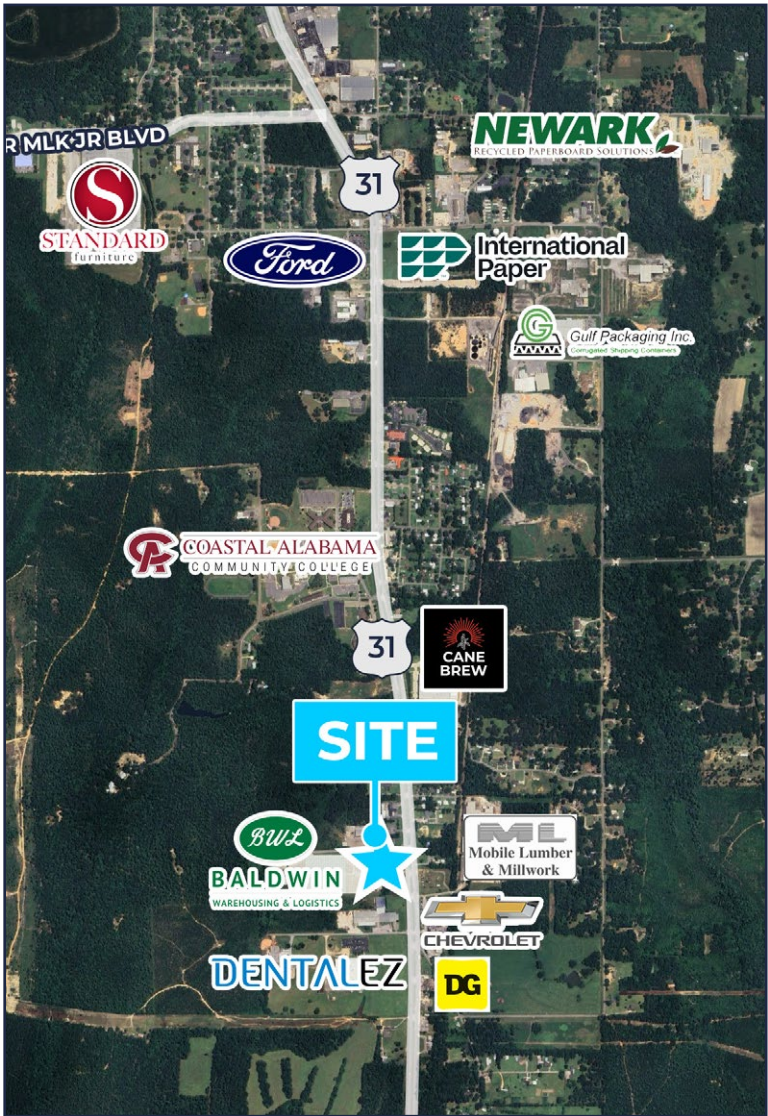 R MLK JR BLVD
NEWARK
RECYCLED PAPERBOARD SOLUTIONS
31
S
STANDARD
furniture
Ford
International
Paper
G
Gulf Packaging Inc.
Corrugated Shipping Containers
CA
COASTAL ALABAMA
COMMUNITY COLLEGE
31
CANE
BREW
SITE
BWL
BALDWIN
WAREHOUSING & LOGISTICS
ML
Mobile Lumber
& Millwork
CHEVROLET
DENTALEZ
DG